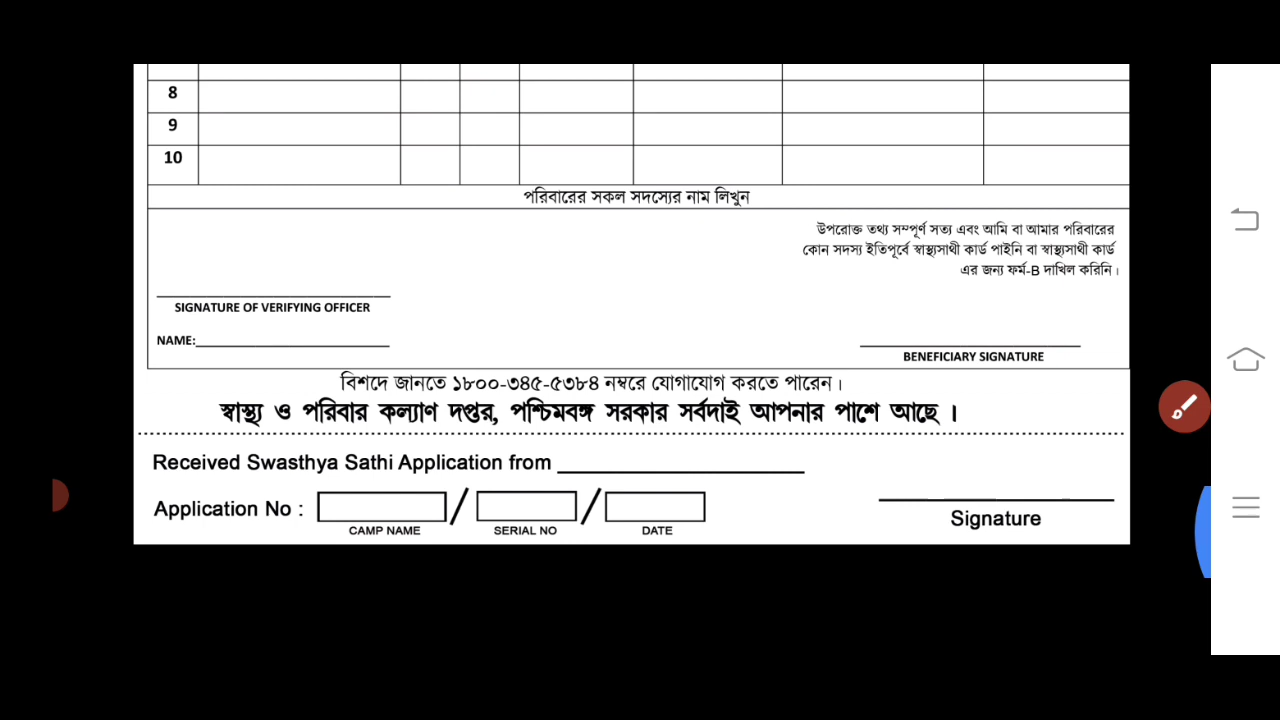 8
9
10
পরিবারের সকল সদস্যের নাম লিখুন
উপরোক্ত তথ্য সম্পূর্ণ সত্য এবং আমি বা আমার পরিবারের
কোন সদস্য ইতিপূর্বে স্বাস্থ্যসাথী কার্ড পাইনি বা স্বাস্থ্যসাথী কার্ড
এর জন্য ফর্ম-B দাখিল করিনি।
SIGNATURE OF VERIFYING OFFICER
NAME:
BENEFICIARY SIGNATURE
বিশদে জানতে ১৮০০-৩৪৫-৫৩৮৪ নম্বরে যোগাযোগ করতে পারেন।
স্বাস্থ্য ও পরিবার কল্যাণ দপ্তর, পশ্চিমবঙ্গ সরকার সর্বদাই আপনার পাশে আছে ।
Received Swasthya Sathi Application from
Application No : / /
CAMP NAME SERIAL NO DATE
Signature